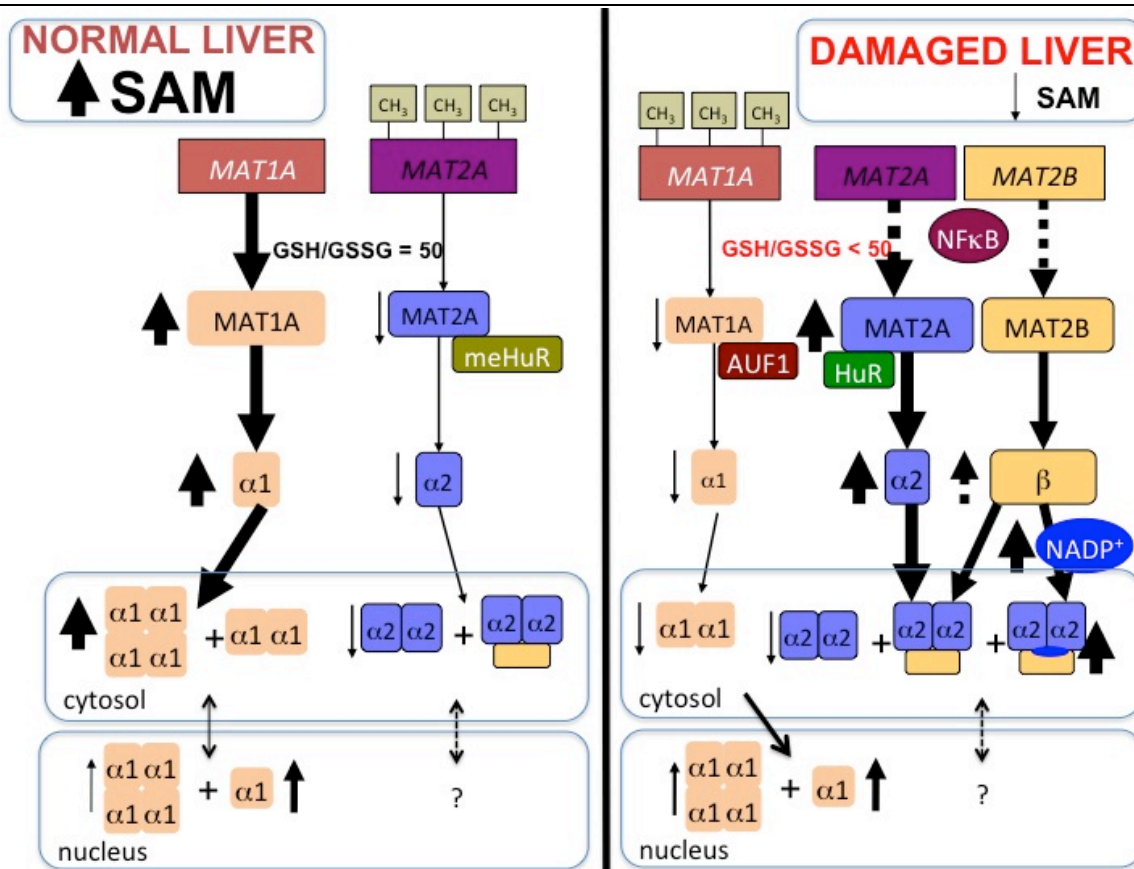 NORMAL LIVER
SAM
CH3 CH3 CH3
MAT1A
MAT2A
GSH/GSSG = 50
MAT1A
MAT2A
meHuR
α1
α2
α1 α1
α1 α1
+
α1 α1
α2 α2
+
α2 α2
cytosol
α1 α1
α1 α1
+
α1
?
nucleus
DAMAGED LIVER
SAM
CH3 CH3 CH3
MAT1A
MAT2A
MAT2B
NFκB
GSH/GSSG < 50
MAT1A
AUF1
MAT2A
HuR
MAT2B
α1
α2
β
NADP+
α1 α1
α2 α2
+
α2 α2
+
α2 α2
cytosol
α1 α1
α1 α1
+
α1
?
nucleus